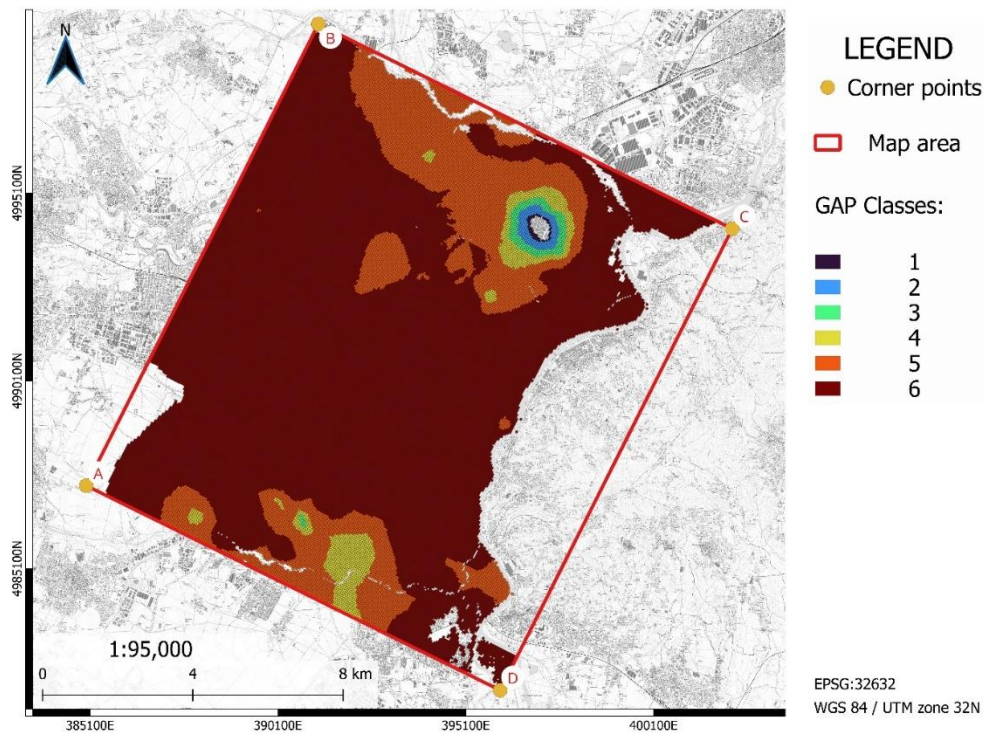 N
B
C
A
D
4995100N
4990100N
4985100N
1:95,000
0 4 8 km
385100E 390100E 395100E 400100E
LEGEND
Corner points
Map area
GAP Classes:
1
2
3
4
5
6
EPSG:32632
WGS 84 / UTM zone 32N